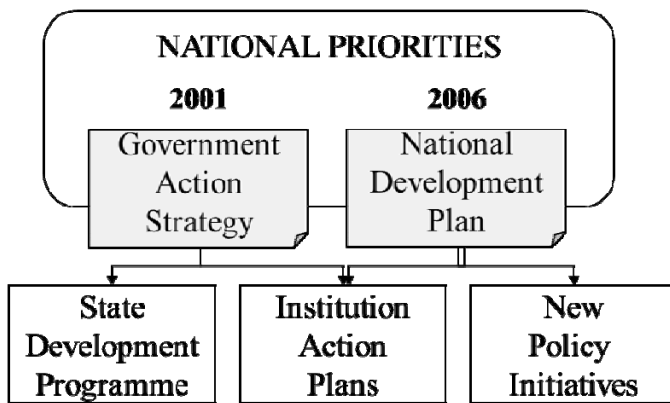 NATIONAL PRIORITIES
2001
2006
Government
Action
Strategy
National
Development
Plan
State
Development
Programme
Institution
Action
Plans
New
Policy
Initiatives